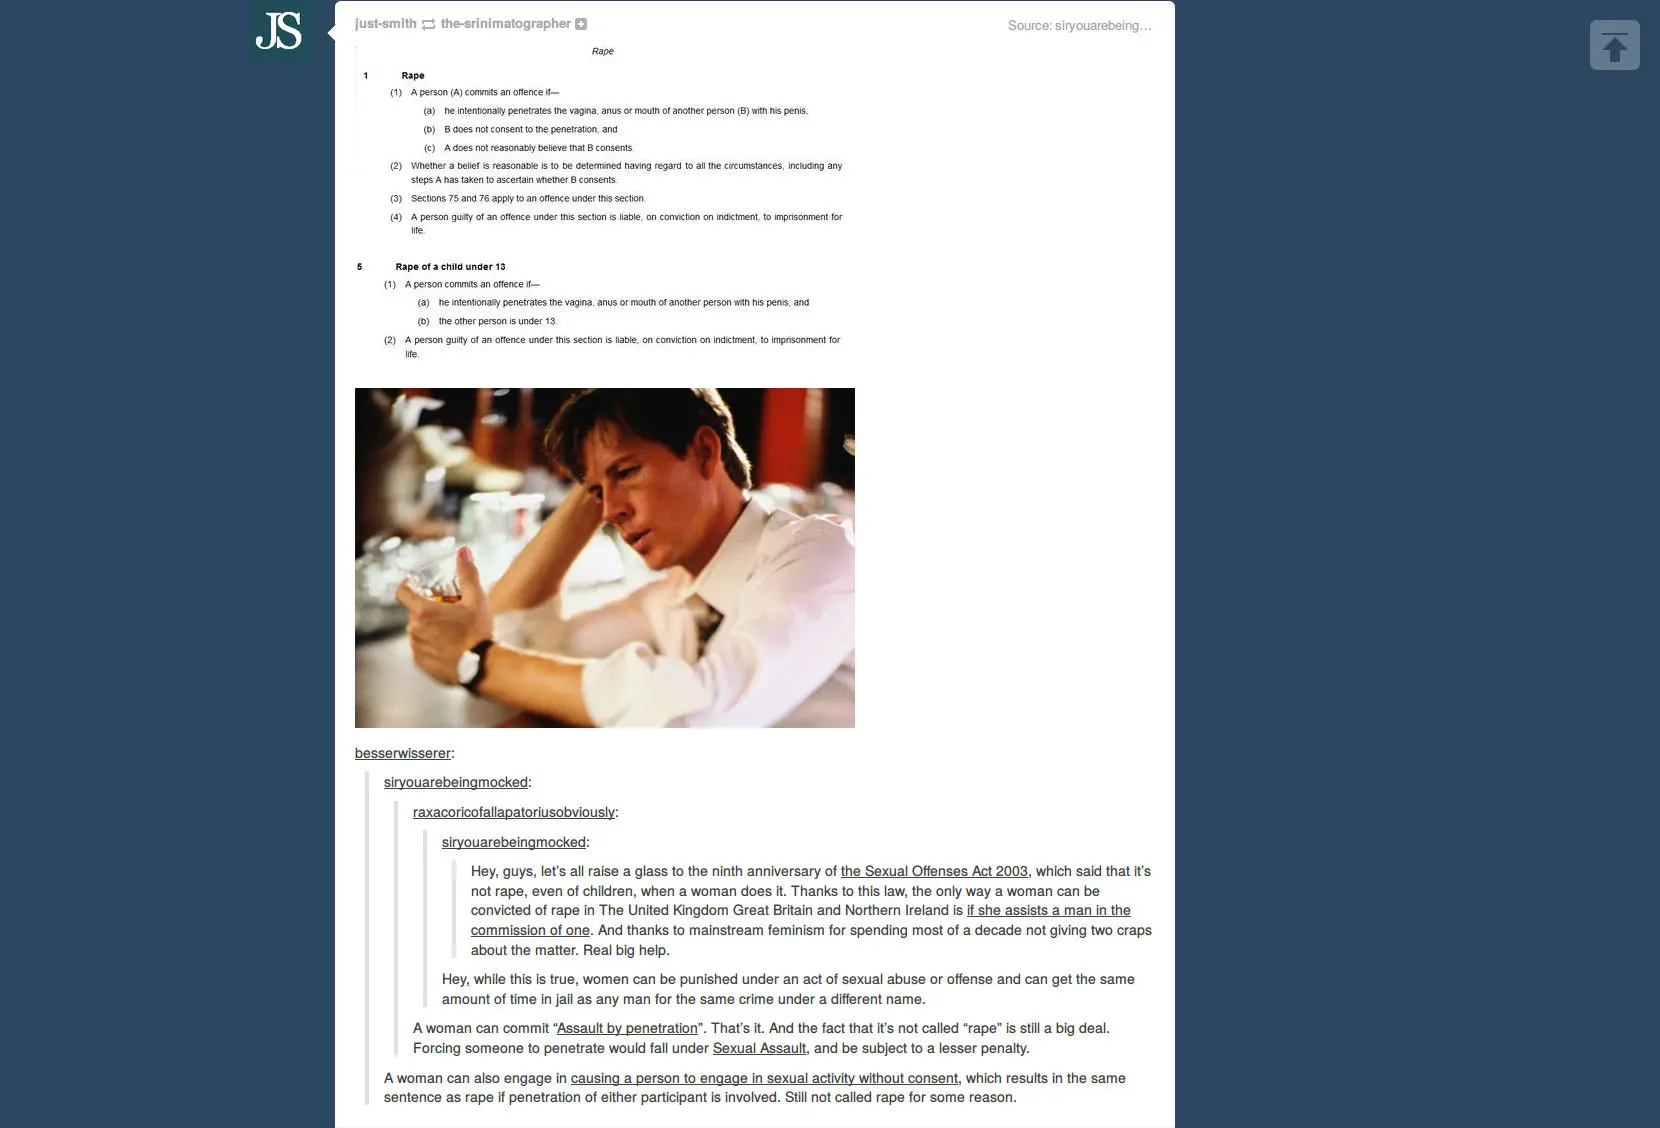 JS
just-smith the-srinimatographer
Source: siryouarebeing...
Rape
1 Rape
(1) A person (A) commits an offence if—
(a) he intentionally penetrates the vagina, anus or mouth of another person (B) with his penis,
(b) B does not consent to the penetration, and
(c) A does not reasonably believe that B consents.
(2) Whether a belief is reasonable is to be determined having regard to all the circumstances, including any
steps A has taken to ascertain whether B consents.
(3) Sections 75 and 76 apply to an offence under this section.
(4) A person guilty of an offence under this section is liable, on conviction on indictment, to imprisonment for
life.
5 Rape of a child under 13
(1) A person commits an offence if—
(a) he intentionally penetrates the vagina, anus or mouth of another person with his penis, and
(b) the other person is under 13.
(2) A person guilty of an offence under this section is liable, on conviction on indictment, to imprisonment for
life.
besserwisserer:
siryouarebeingmocked:
raxacoricofallapatoriusobviously:
siryouarebeingmocked:
Hey, guys, let's all raise a glass to the ninth anniversary of the Sexual Offenses Act 2003, which said that it's
not rape, even of children, when a woman does it. Thanks to this law, the only way a woman can be
convicted of rape in The United Kingdom Great Britain and Northern Ireland is if she assists a man in the
commission of one. And thanks to mainstream feminism for spending most of a decade not giving two craps
about the matter. Real big help.
Hey, while this is true, women can be punished under an act of sexual abuse or offense and can get the same
amount of time in jail as any man for the same crime under a different name.
A woman can commit “Assault by penetration”. That's it. And the fact that it's not called “rape” is still a big deal.
Forcing someone to penetrate would fall under Sexual Assault, and be subject to a lesser penalty.
A woman can also engage in causing a person to engage in sexual activity without consent, which results in the same
sentence as rape if penetration of either participant is involved. Still not called rape for some reason.